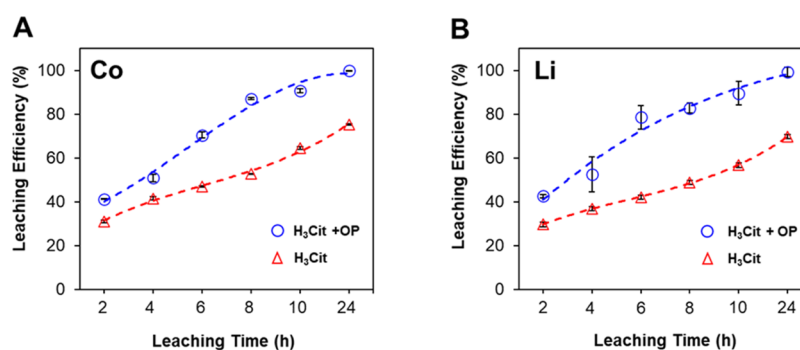 A
Co
Leaching Efficiency (%)
100
80
60
40
20
0
H₃Cit +OP
H₃Cit
2 4 6 8 10 24
Leaching Time (h)
B
Li
Leaching Efficiency (%)
100
80
60
40
20
0
H₃Cit + OP
H₃Cit
2 4 6 8 10 24
Leaching Time (h)